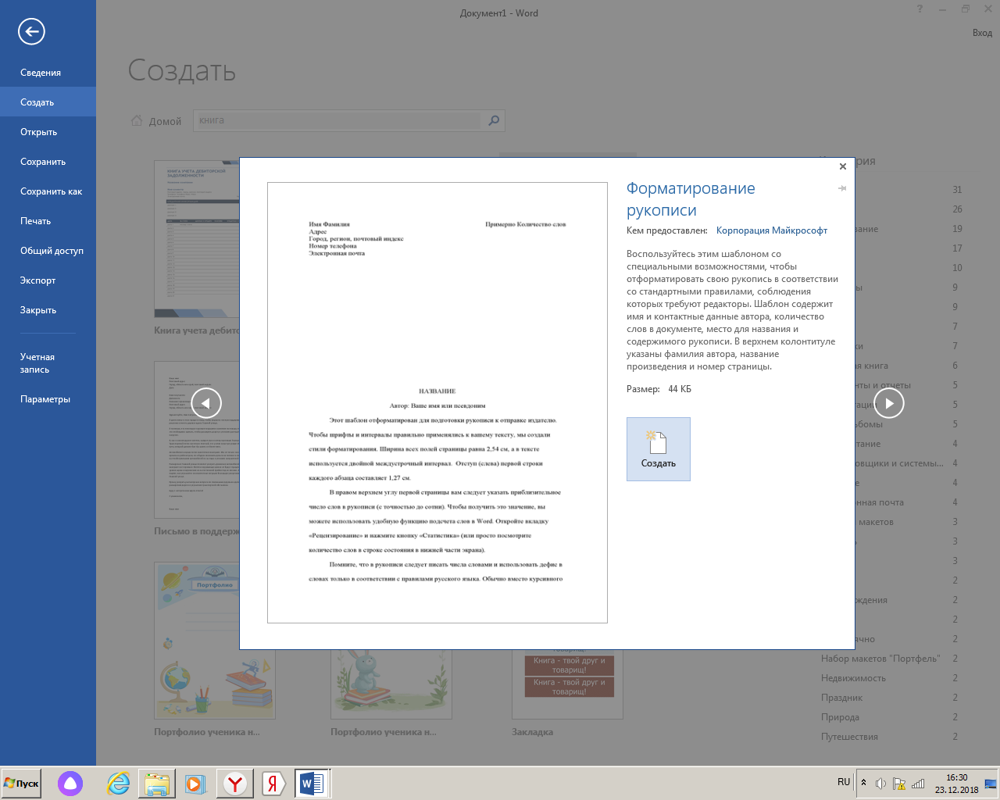 Документ1 - Word
Вход
Сведения
Создать
Открыть
Сохранить
Сохранить как
Печать
Общий доступ
Экспорт
Закрыть
Учетная
запись
Параметры
Создать
Домой
книга
КНИГА УЧЕТА ДЕБИТОРСКОЙ
ЗАДОЛЖЕННОСТИ
Книга учета дебито
Письмо в поддерж
Портфолио
Портфолио ученика н...
Портфолио ученика н...
Книга - твой друг и
товарищ!
Книга - твой друг и
товарищ!
Закладка
Имя Фамилия
Примерно Количество слов
Адрес
Город, регион, почтовый индекс
Номер телефона
Электронная почта
НАЗВАНИЕ
Автор: Ваше имя или псевдоним
Этот шаблон отформатирован для подготовки рукописи к отправке издателю.
Чтобы шрифты и интервалы правильно применялись к вашему тексту, мы создали
стили форматирования. Ширина всех полей страницы равна 2,54 см, а в тексте
используется двойной междустрочный интервал. Отступ (слева) первой строки
каждого абзаца составляет 1,27 см.
В правом верхнем углу первой страницы вам следует указать приблизительное
число слов в рукописи (с точностью до сотни). Чтобы получить это значение, вы
можете использовать удобную функцию подсчета слов в Word. Откройте вкладку
«Рецензирование» и нажмите кнопку «Статистика» (или просто посмотрите
количество слов в строке состояния в нижней части экрана).
Помните, что в рукописи следует писать числа словами и использовать дефис в
словах только в соответствии с правилами русского языка. Обычно вместо курсивного
Форматирование
рукописи
Кем предоставлен: Корпорация Майкрософт
Воспользуйтесь этим шаблоном со
специальными возможностями, чтобы
отформатировать свою рукопись в соответствии
со стандартными правилами, соблюдения
которых требуют редакторы. Шаблон содержит
имя и контактные данные автора, количество
слов в документе, место для названия и
содержимого рукописи. В верхнем колонтитуле
указаны фамилия автора, название
произведения и номер страницы.
Размер: 44 КБ
Создать
рия
31
26
вание 19
17
10
ы 9
9
7
ки 7
ая книга 6
нты и отчеты 5
тации 5
ьбомы 5
тание 4
овщики и системы... 4
е 4
нная почта 4
макетов 3
ь 3
3
2
ждения 2
2
ячно 2
Набор макетов "Портфель" 2
Недвижимость 2
Праздник 2
Природа 2
Путешествия 2
Пуск
RU
16:30
23.12.2018